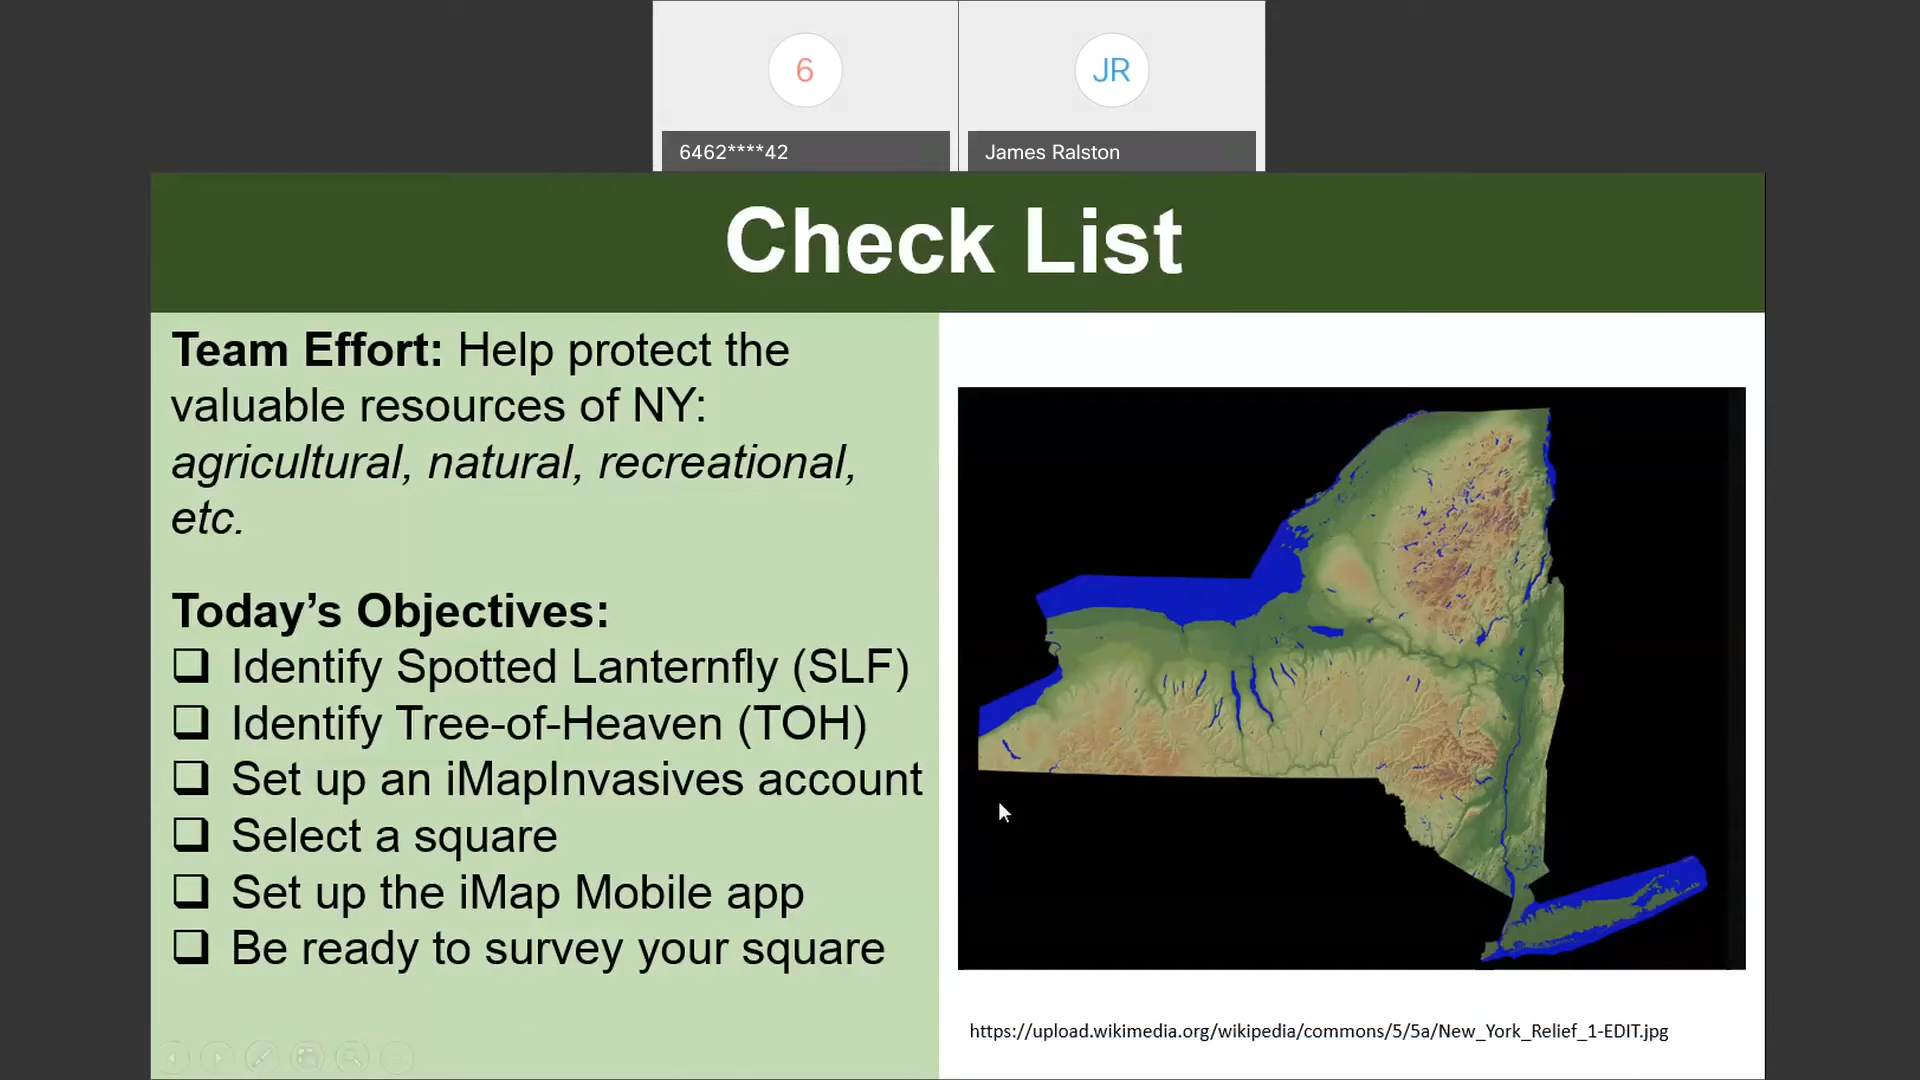 6
JR
6462****42
James Ralston
Check List
Team Effort: Help protect the
valuable resources of NY:
agricultural, natural, recreational,
etc.
Today’s Objectives:
❑ Identify Spotted Lanternfly (SLF)
❑ Identify Tree-of-Heaven (TOH)
❑ Set up an iMapInvasives account
❑ Select a square
❑ Set up the iMap Mobile app
❑ Be ready to survey your square
https://upload.wikimedia.org/wikipedia/commons/5/5a/New_York_Relief_1-EDIT.jpg